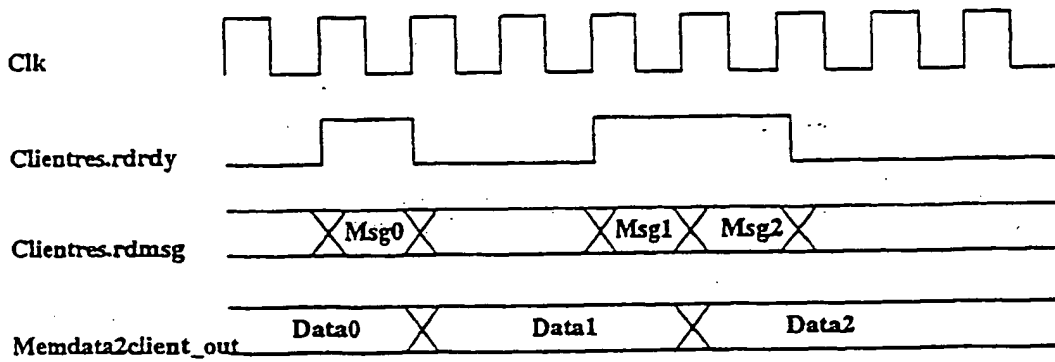 Clk
Clientres.rdrdy
Clientres.rdmsg
Msg0
Msg1
Msg2
Memdata2client_out
Data0
Data1
Data2